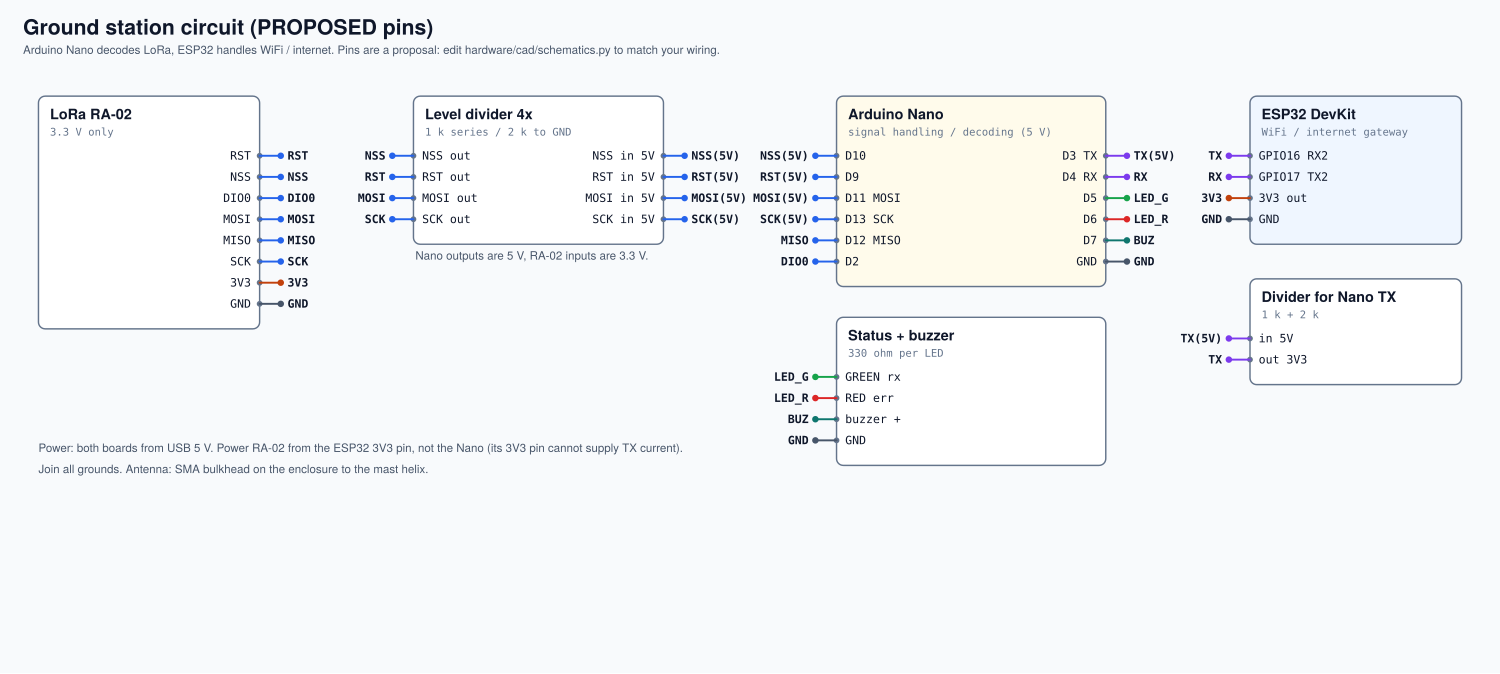 Ground station circuit (PROPOSED pins)
Arduino Nano decodes LoRa, ESP32 handles WiFi / internet. Pins are a proposal: edit hardware/cad/schematics.py to match your wiring.
LoRa RA-02
3.3 V only
RST RST
NSS NSS
DIO0 DIO0
MOSI MOSI
MISO MISO
SCK SCK
3V3 3V3
GND GND
Level divider 4x
1 k series / 2 k to GND
NSS NSS out NSS in 5V NSS(5V)
RST RST out RST in 5V RST(5V)
MOSI MOSI out MOSI in 5V MOSI(5V)
SCK SCK out SCK in 5V SCK(5V)
Nano outputs are 5 V, RA-02 inputs are 3.3 V.
Arduino Nano
signal handling / decoding (5 V)
NSS(5V) D10 D3 TX TX(5V)
RST(5V) D9 D4 RX RX
MOSI(5V) D11 MOSI D5 LED_G
SCK(5V) D13 SCK D6 LED_R
MISO D12 MISO D7 BUZ
DIO0 D2 GND GND
ESP32 DevKit
WiFi / internet gateway
TX GPIO16 RX2
RX GPIO17 TX2
3V3 3V3 out
GND GND
Divider for Nano TX
1 k + 2 k
TX(5V) in 5V
TX out 3V3
Status + buzzer
330 ohm per LED
LED_G GREEN rx
LED_R RED err
BUZ buzzer +
GND GND
Power: both boards from USB 5 V. Power RA-02 from the ESP32 3V3 pin, not the Nano (its 3V3 pin cannot supply TX current).
Join all grounds. Antenna: SMA bulkhead on the enclosure to the mast helix.